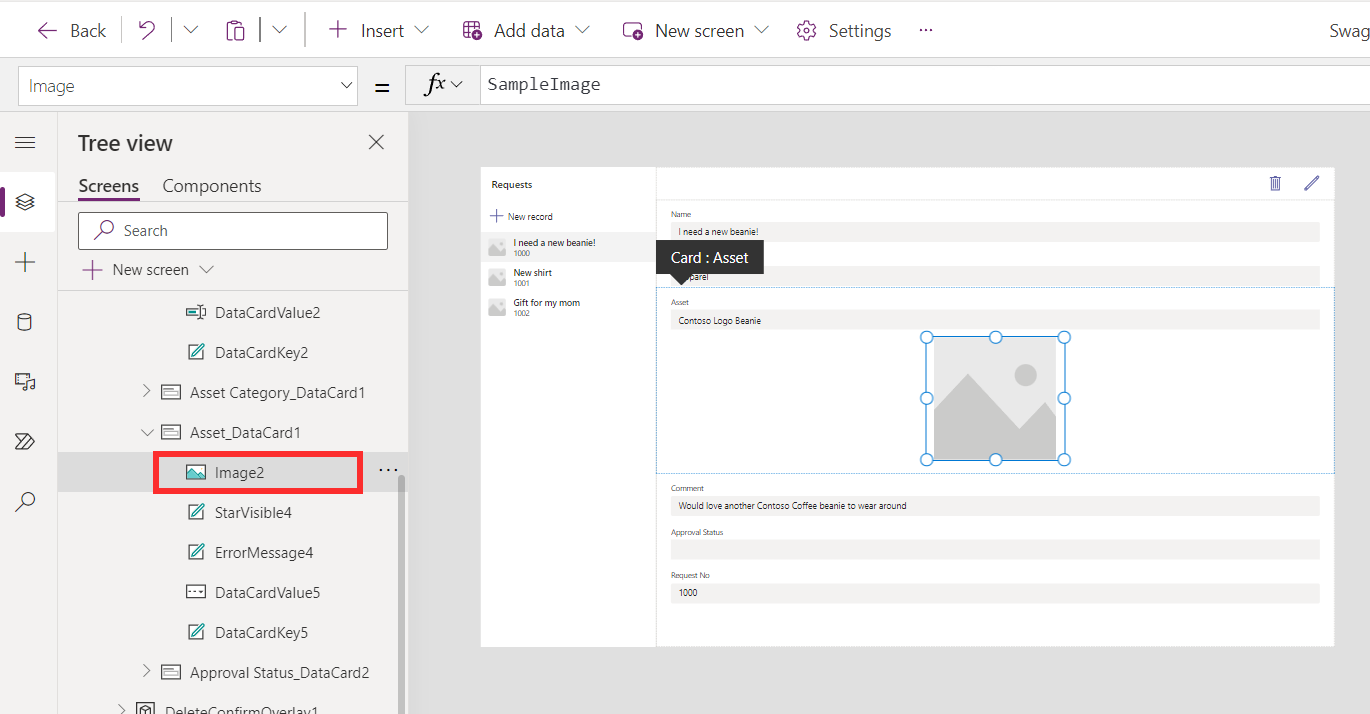 Back
Insert
Add data
New screen
Settings
...
Swag
Image
=
fx
SampleImage
Tree view
Screens
Components
Search
New screen
DataCardValue2
DataCardKey2
Asset Category_DataCard1
Asset_DataCard1
Image2
...
StarVisible4
ErrorMessage4
DataCardValue5
DataCardKey5
Approval Status_DataCard2
DeleteConfirmOverlay1
Requests
New record
I need a new beanie!
1000
New shirt
1001
Gift for my mom
1002
Name
I need a new beanie!
Card : Asset
parel
Asset
Contoso Logo Beanie
Comment
Would love another Contoso Coffee beanie to wear around
Approval Status
Request No
1000